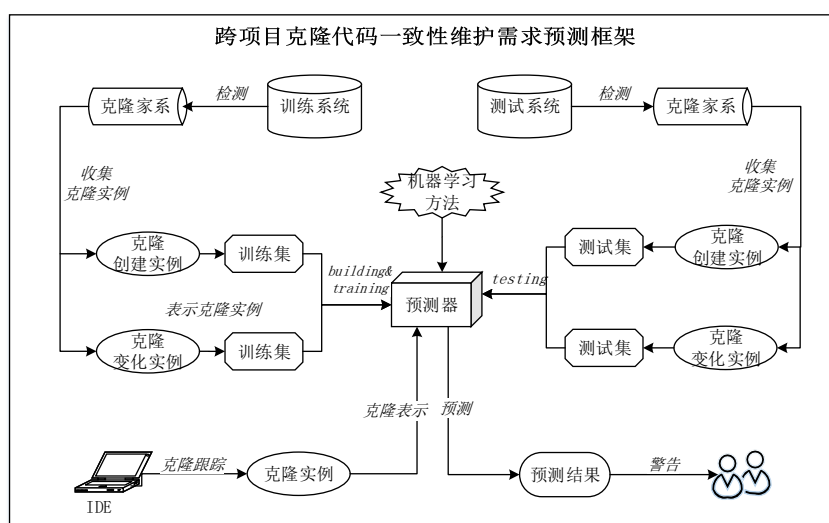 跨项目克隆代码一致性维护需求预测框架
克隆家系
检测
训练系统
测试系统
检测
克隆家系
收集
克隆实例
机器学习
方法
收集
克隆实例
克隆
创建实例
训练集
building&
training
预测器
testing
测试集
克隆
创建实例
表示克隆实例
克隆
变化实例
训练集
测试集
克隆
变化实例
克隆表示
预测
IDE
克隆跟踪
克隆实例
预测结果
警告